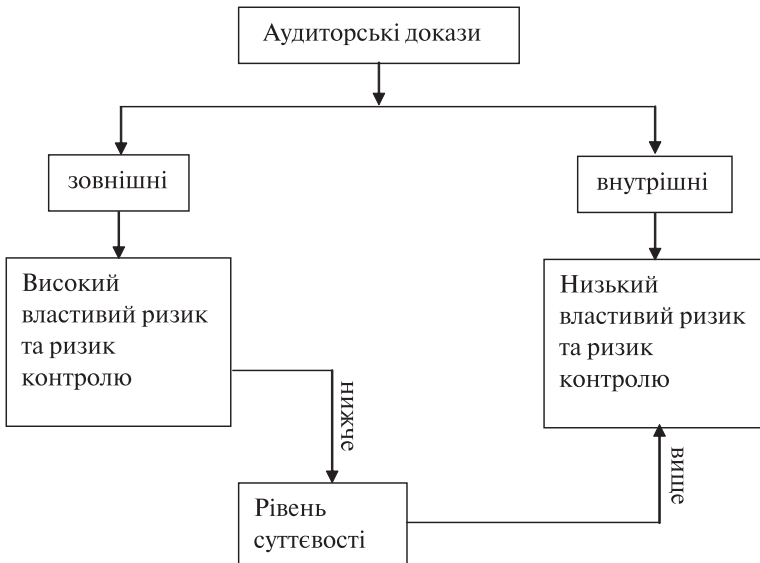 Аудиторські докази
зовнішні
внутрішні
Високий
властивий ризик
та ризик
контролю
Низький
властивий ризик
та ризик
контролю
нижче
вище
Рівень
суттєвості